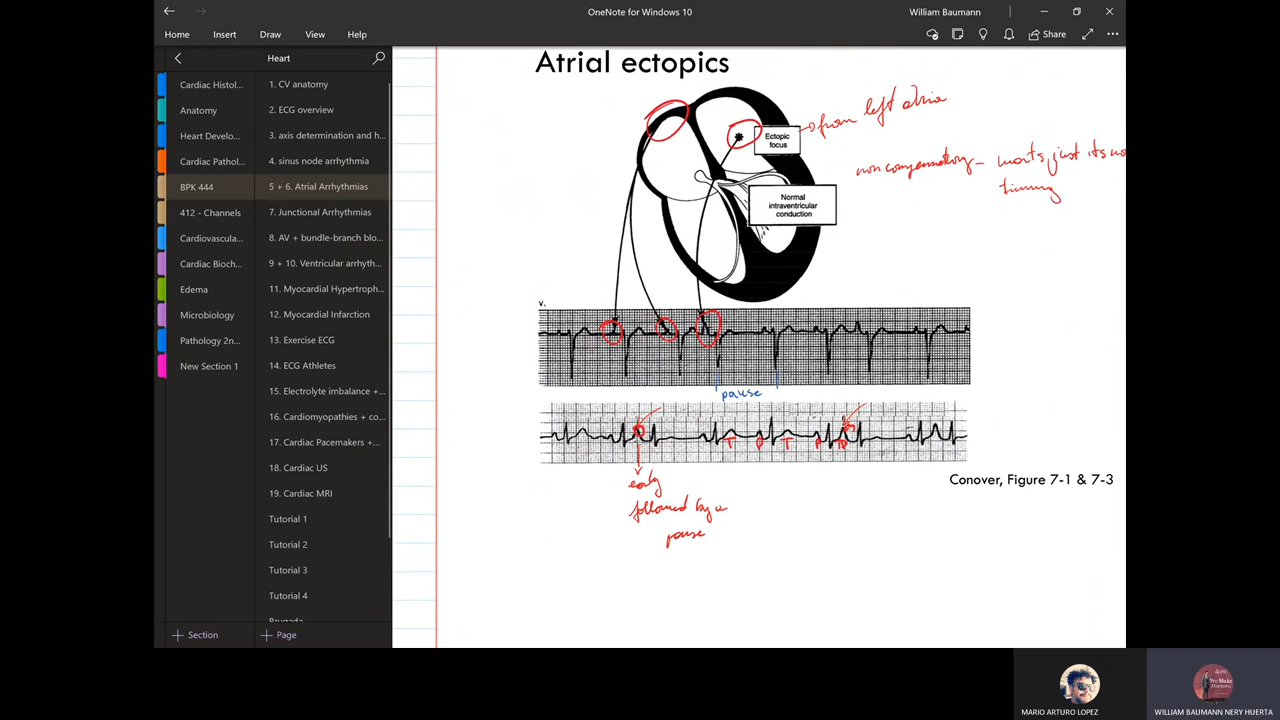 OneNote for Windows 10
William Baumann
Home
Insert
Draw
View
Help
Share
Heart
Cardiac Histol...
Anatomy
Heart Develo...
Cardiac Pathol...
BPK 444
412 - Channels
Cardiovascula...
Cardiac Bioch...
Edema
Microbiology
Pathology 2n...
New Section 1
1. CV anatomy
2. ECG overview
3. axis determination and h...
4. sinus node arrhythmia
5 + 6. Atrial Arrhythmias
7. Junctional Arrhythmias
8. AV + bundle-branch blo...
9 + 10. Ventricular arrhyth...
11. Myocardial Hypertroph...
12. Myocardial Infarction
13. Exercise ECG
14. ECG Athletes
15. Electrolyte imbalance +...
16. Cardiomyopathies + co...
17. Cardiac Pacemakers +...
18. Cardiac US
19. Cardiac MRI
Tutorial 1
Tutorial 2
Tutorial 3
Tutorial 4
Brugada
Section
Page
Atrial ectopics
Ectopic
focus
from left atria
Normal
intraventricular
conduction
non compensatory - just its
timing
V.
pause
T P T P
early
followed by a
pause
Conover, Figure 7-1 & 7-3
MARIO ARTURO LOPEZ
WILLIAM BAUMANN NERY HUERTA